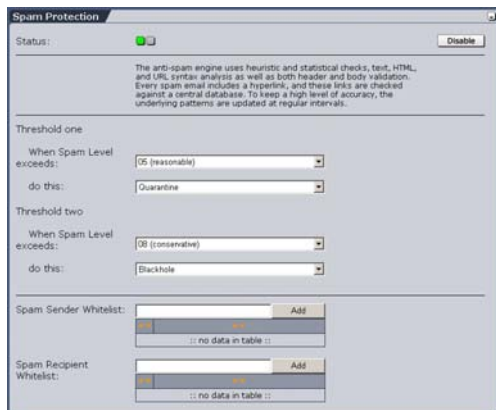 Spam Protection
Status:
Disable
The anti-spam engine uses heuristic and statistical checks, text, HTML,
and URL syntax analysis as well as both header and body validation.
Every spam email includes a hyperlink, and these links are checked
against a central database. To keep a high level of accuracy, the
underlying patterns are updated at regular intervals.
Threshold one
When Spam Level
exceeds:
05 (reasonable)
do this:
Quarantine
Threshold two
When Spam Level
exceeds:
08 (conservative)
do this:
Blackhole
Spam Sender Whitelist:
Add
:: no data in table ::
Spam Recipient
Whitelist:
Add
:: no data in table ::